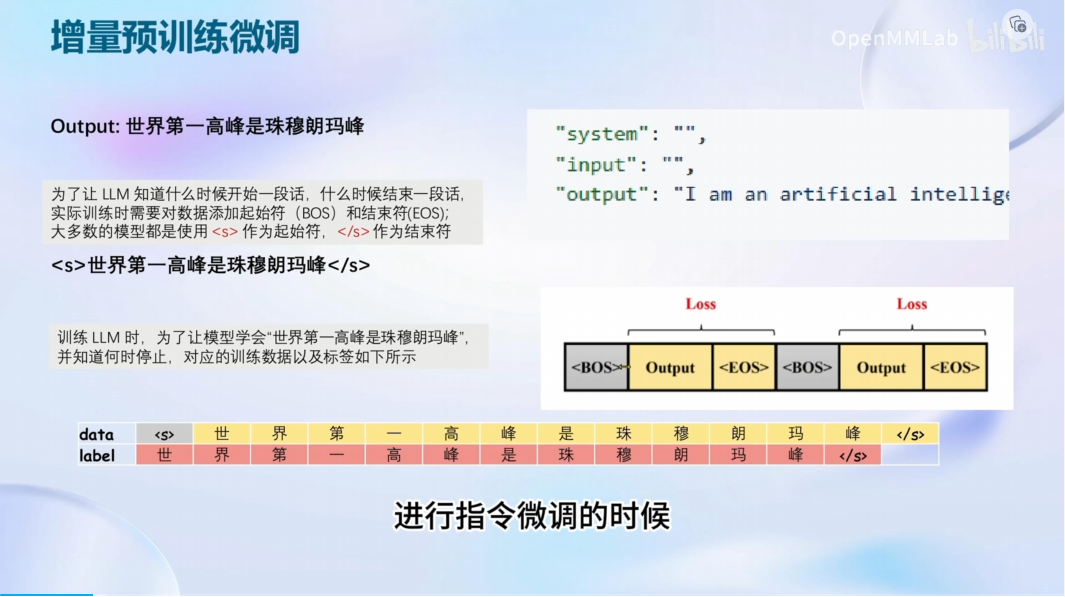 增量预训练微调
OpenMMLab bilibili
Output: 世界第一高峰是珠穆朗玛峰
"system": "",
"input": "",
"output": "I am an artificial intellige
为了让 LLM 知道什么时候开始一段话，什么时候结束一段话，
实际训练时需要对数据添加起始符（BOS）和结束符(EOS);
大多数的模型都是使用 <s> 作为起始符，</s> 作为结束符
<s>世界第一高峰是珠穆朗玛峰</s>
Loss Loss
<BOS> Output <EOS> <BOS> Output <EOS>
训练 LLM 时，为了让模型学会“世界第一高峰是珠穆朗玛峰”，
并知道何时停止，对应的训练数据以及标签如下所示
data <s> 世 界 第 一 高 峰 是 珠 穆 朗 玛 峰 </s>
label 世 界 第 一 高 峰 是 珠 穆 朗 玛 峰 </s>
进行指令微调的时候